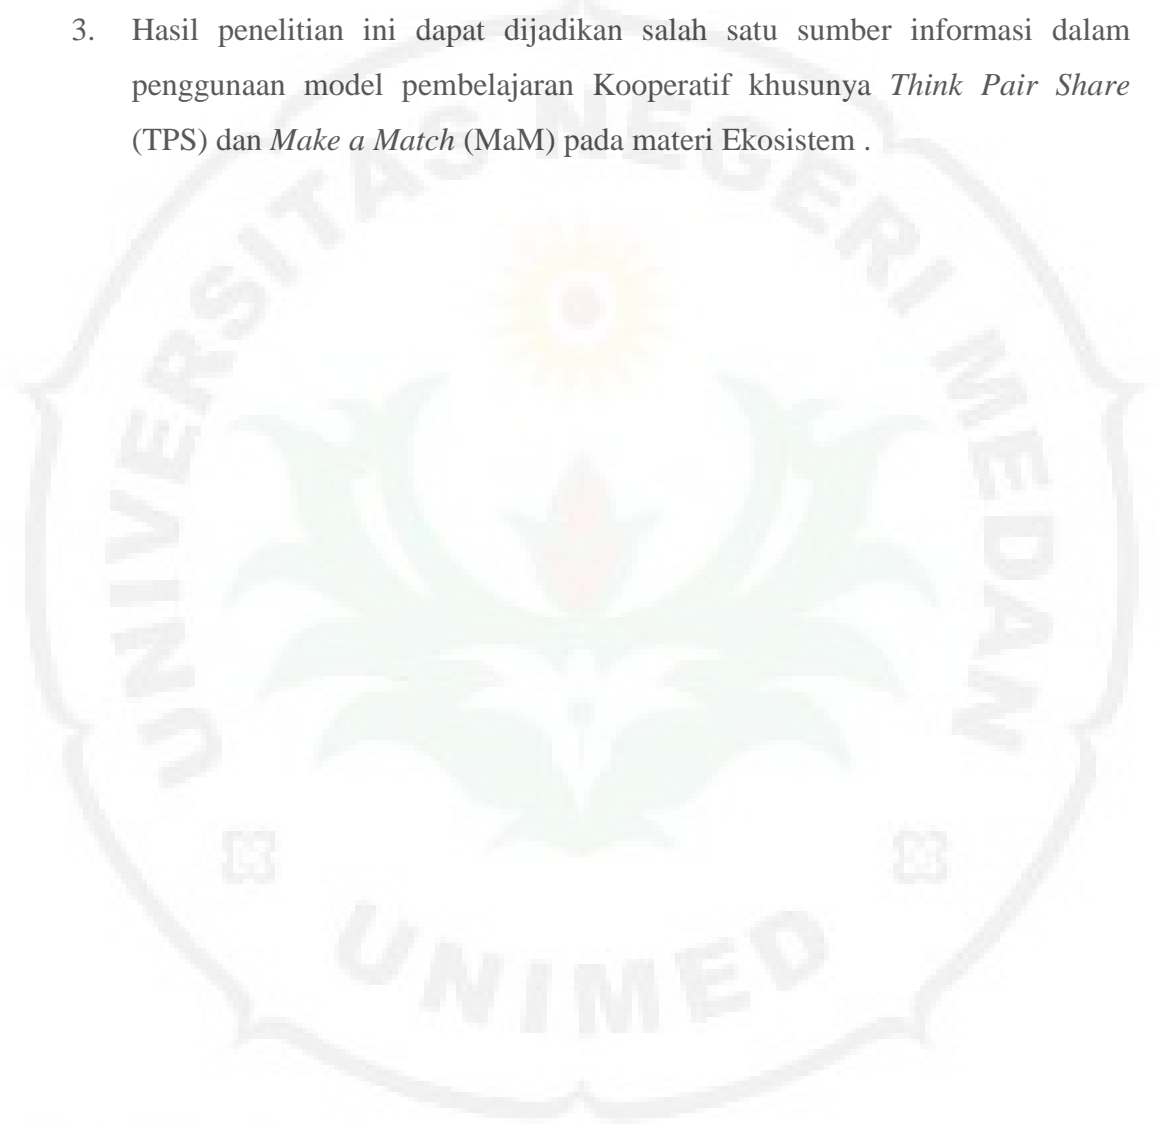 3. Hasil penelitian ini dapat dijadikan salah satu sumber informasi dalam
penggunaan model pembelajaran Kooperatif khusunya Think Pair Share
(TPS) dan Make a Match (MaM) pada materi Ekosistem .
UNIVERSITAS NEGERI MEDAN
UNIMED